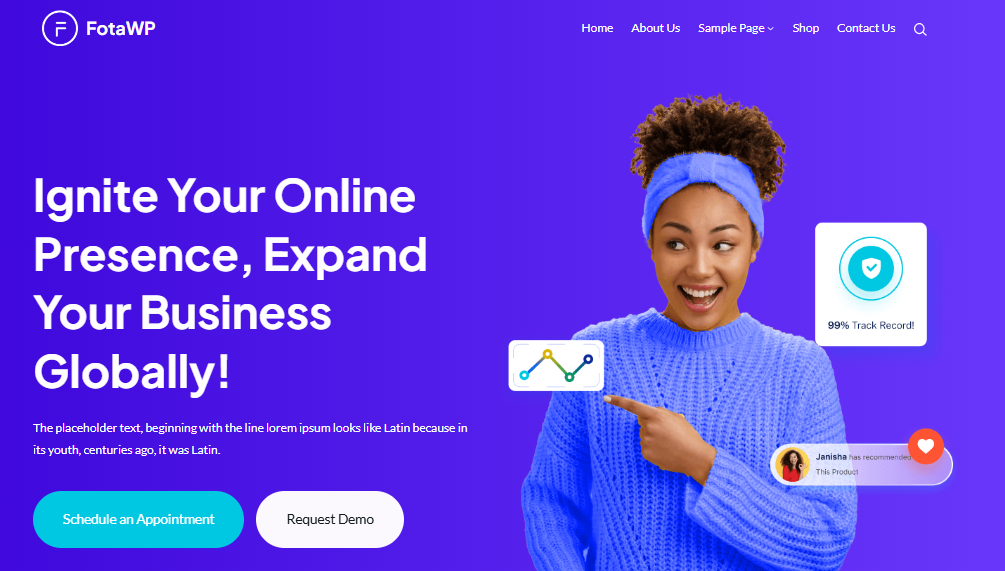 FotaWP
Home About Us Sample Page Shop Contact Us
Ignite Your Online
Presence, Expand
Your Business
Globally!
The placeholder text, beginning with the line lorem ipsum looks like Latin because in
its youth, centuries ago, it was Latin.
Schedule an Appointment Request Demo
99% Track Record!
Janisha has recommended
This Product